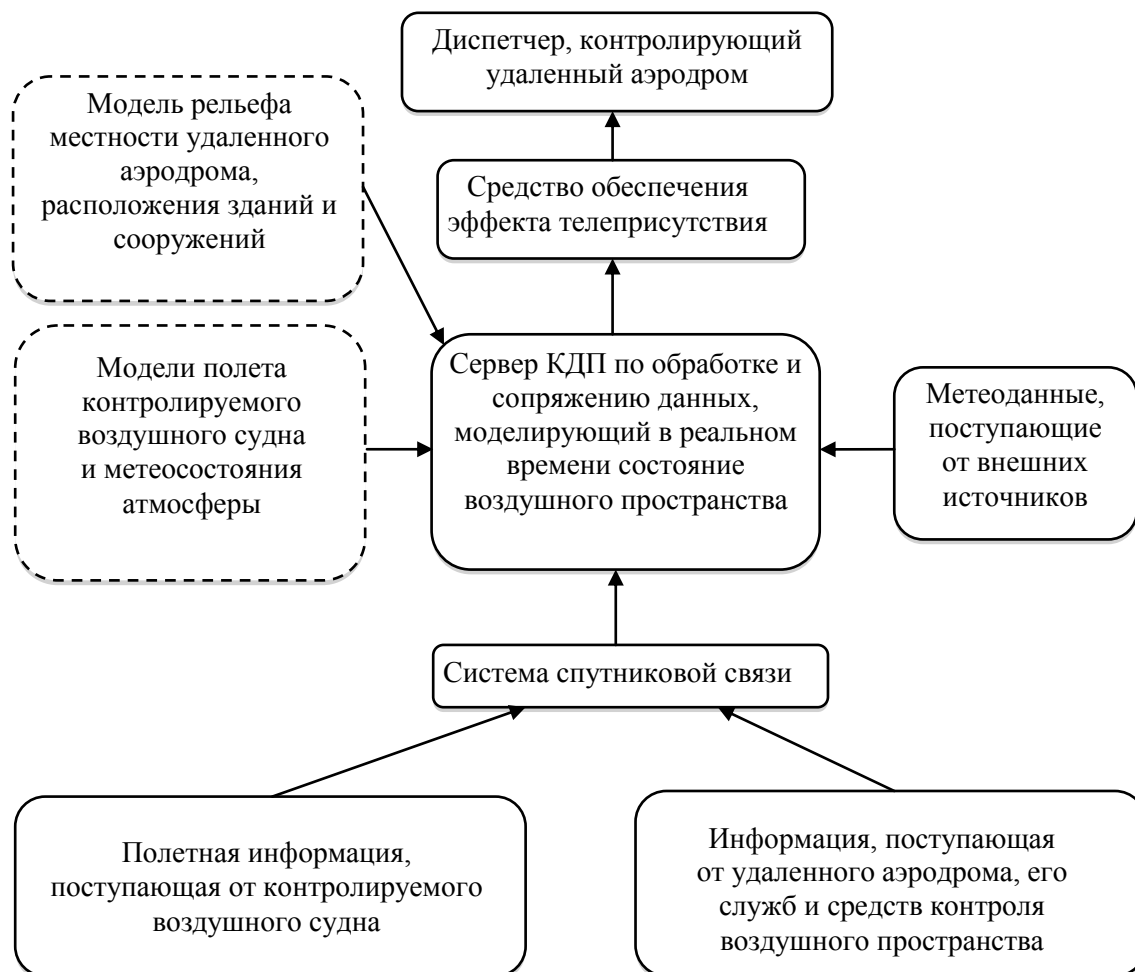 Диспетчер, контролирующий
удаленный аэродром
Модель рельефа
местности удаленного
аэродрома,
расположения зданий и
сооружений
Средство обеспечения
эффекта телеприсутствия
Модели полета
контролируемого
воздушного судна
и метеосостояния
атмосферы
Сервер КДП по обработке и
сопряжению данных,
моделирующий в реальном
времени состояние
воздушного пространства
Метеоданные,
поступающие
от внешних
источников
Система спутниковой связи
Полетная информация,
поступающая от контролируемого
воздушного судна
Информация, поступающая
от удаленного аэродрома, его
служб и средств контроля
воздушного пространства